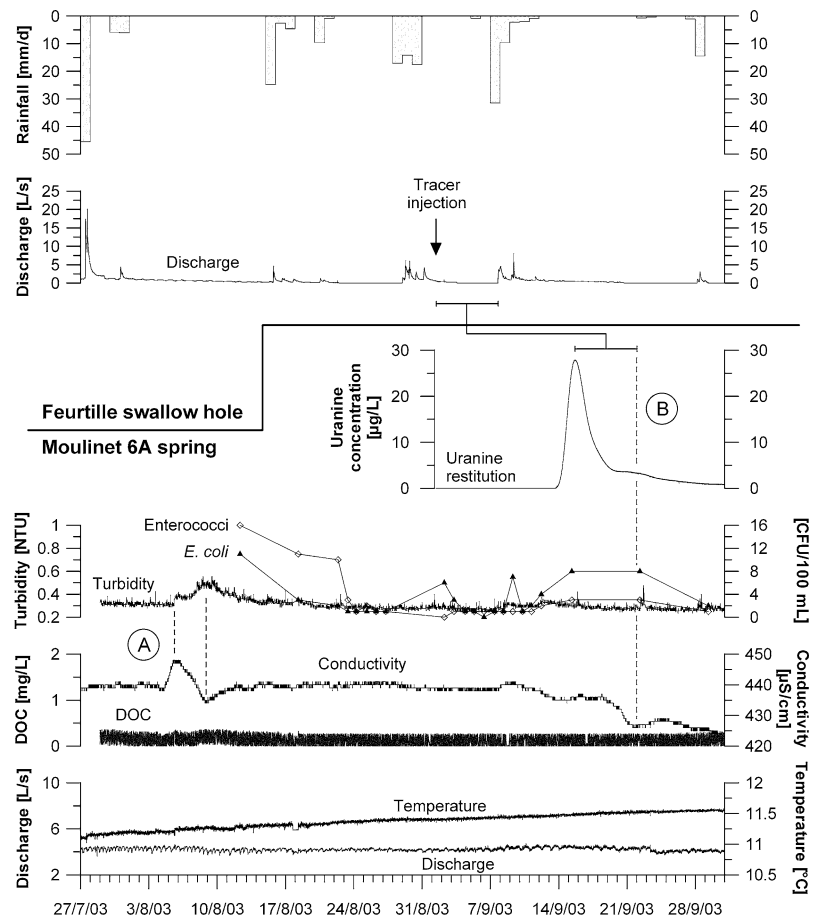 Rainfall [mm/d]
0 0
10 10
20 20
30 30
40 40
50 50
Discharge [L/s]
Tracer
injection
Discharge
25 25
20 20
15 15
10 10
5 5
0 0
Feurtille swallow hole
Moulinet 6A spring
Uranine
concentration
[µg/L]
30 30
20 20
10 10
0 0
B
Uranine
restitution
Turbidity [NTU]
1 16
0.8 12
0.6 8
0.4 4
0.2 0
[CFU/100 mL]
Enterococci
E. coli
Turbidity
A
DOC [mg/L]
2 450
440
1
430
0 420
Conductivity
[µS/cm]
Conductivity
DOC
Discharge [L/s]
10 12
11.5
6 11
2 10.5
Temperature [°C]
Temperature
Discharge
27/7/03 3/8/03 10/8/03 17/8/03 24/8/03 31/8/03 7/9/03 14/9/03 21/9/03 28/9/03